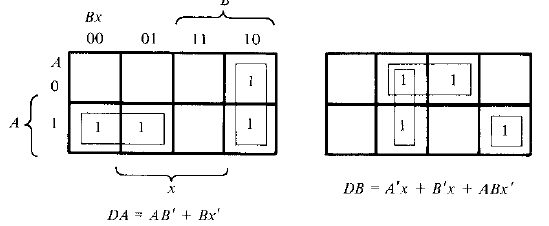 B
Bx
00 01 11 10
A
0 1 1 1
A 1 1 1 1 1 1
x
DB = A'x + B'x + ABx'
DA = AB' + Bx'